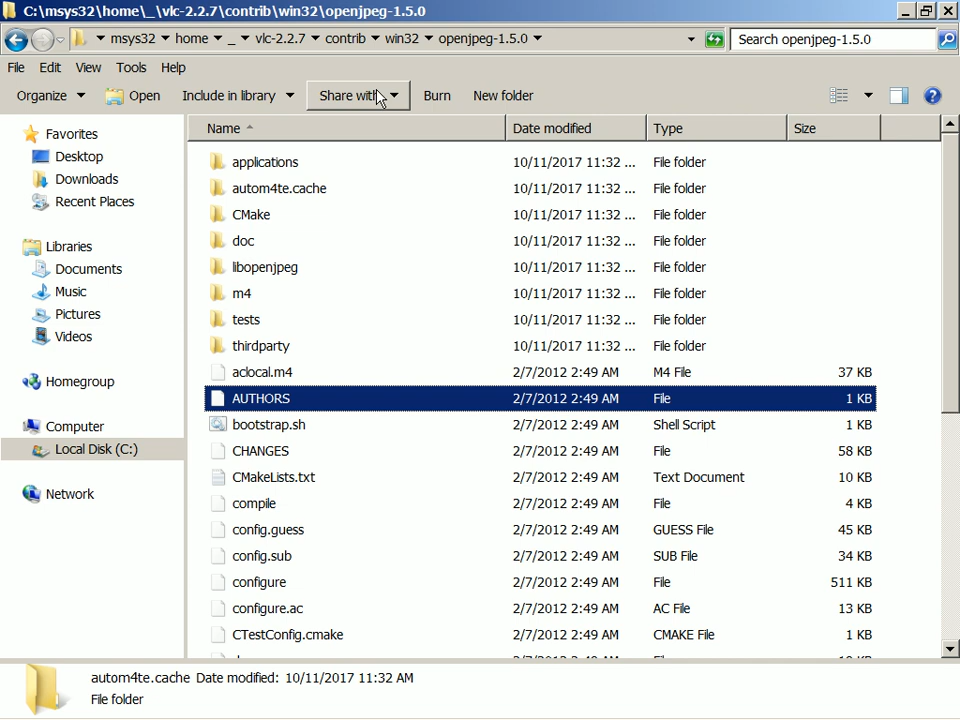 C:\msys32\home\_\vlc-2.2.7\contrib\win32\openjpeg-1.5.0
msys32 home _ vlc-2.2.7 contrib win32 openjpeg-1.5.0 Search openjpeg-1.5.0
File Edit View Tools Help
Organize Open Include in library Share with Burn New folder
Name Date modified Type Size
Favorites
Desktop
Downloads
Recent Places
Libraries
Documents
Music
Pictures
Videos
Homegroup
Computer
Local Disk (C:)
Network
applications 10/11/2017 11:32 ... File folder
autom4te.cache 10/11/2017 11:32 ... File folder
CMake 10/11/2017 11:32 ... File folder
doc 10/11/2017 11:32 ... File folder
libopenjpeg 10/11/2017 11:32 ... File folder
m4 10/11/2017 11:32 ... File folder
tests 10/11/2017 11:32 ... File folder
thirdparty 10/11/2017 11:32 ... File folder
aclocal.m4 2/7/2012 2:49 AM M4 File 37 KB
AUTHORS 2/7/2012 2:49 AM File 1 KB
bootstrap.sh 2/7/2012 2:49 AM Shell Script 1 KB
CHANGES 2/7/2012 2:49 AM File 58 KB
CMakeLists.txt 2/7/2012 2:49 AM Text Document 10 KB
compile 2/7/2012 2:49 AM File 4 KB
config.guess 2/7/2012 2:49 AM GUESS File 45 KB
config.sub 2/7/2012 2:49 AM SUB File 34 KB
configure 2/7/2012 2:49 AM File 511 KB
configure.ac 2/7/2012 2:49 AM AC File 13 KB
CTestConfig.cmake 2/7/2012 2:49 AM CMAKE File 1 KB
autom4te.cache Date modified: 10/11/2017 11:32 AM
File folder